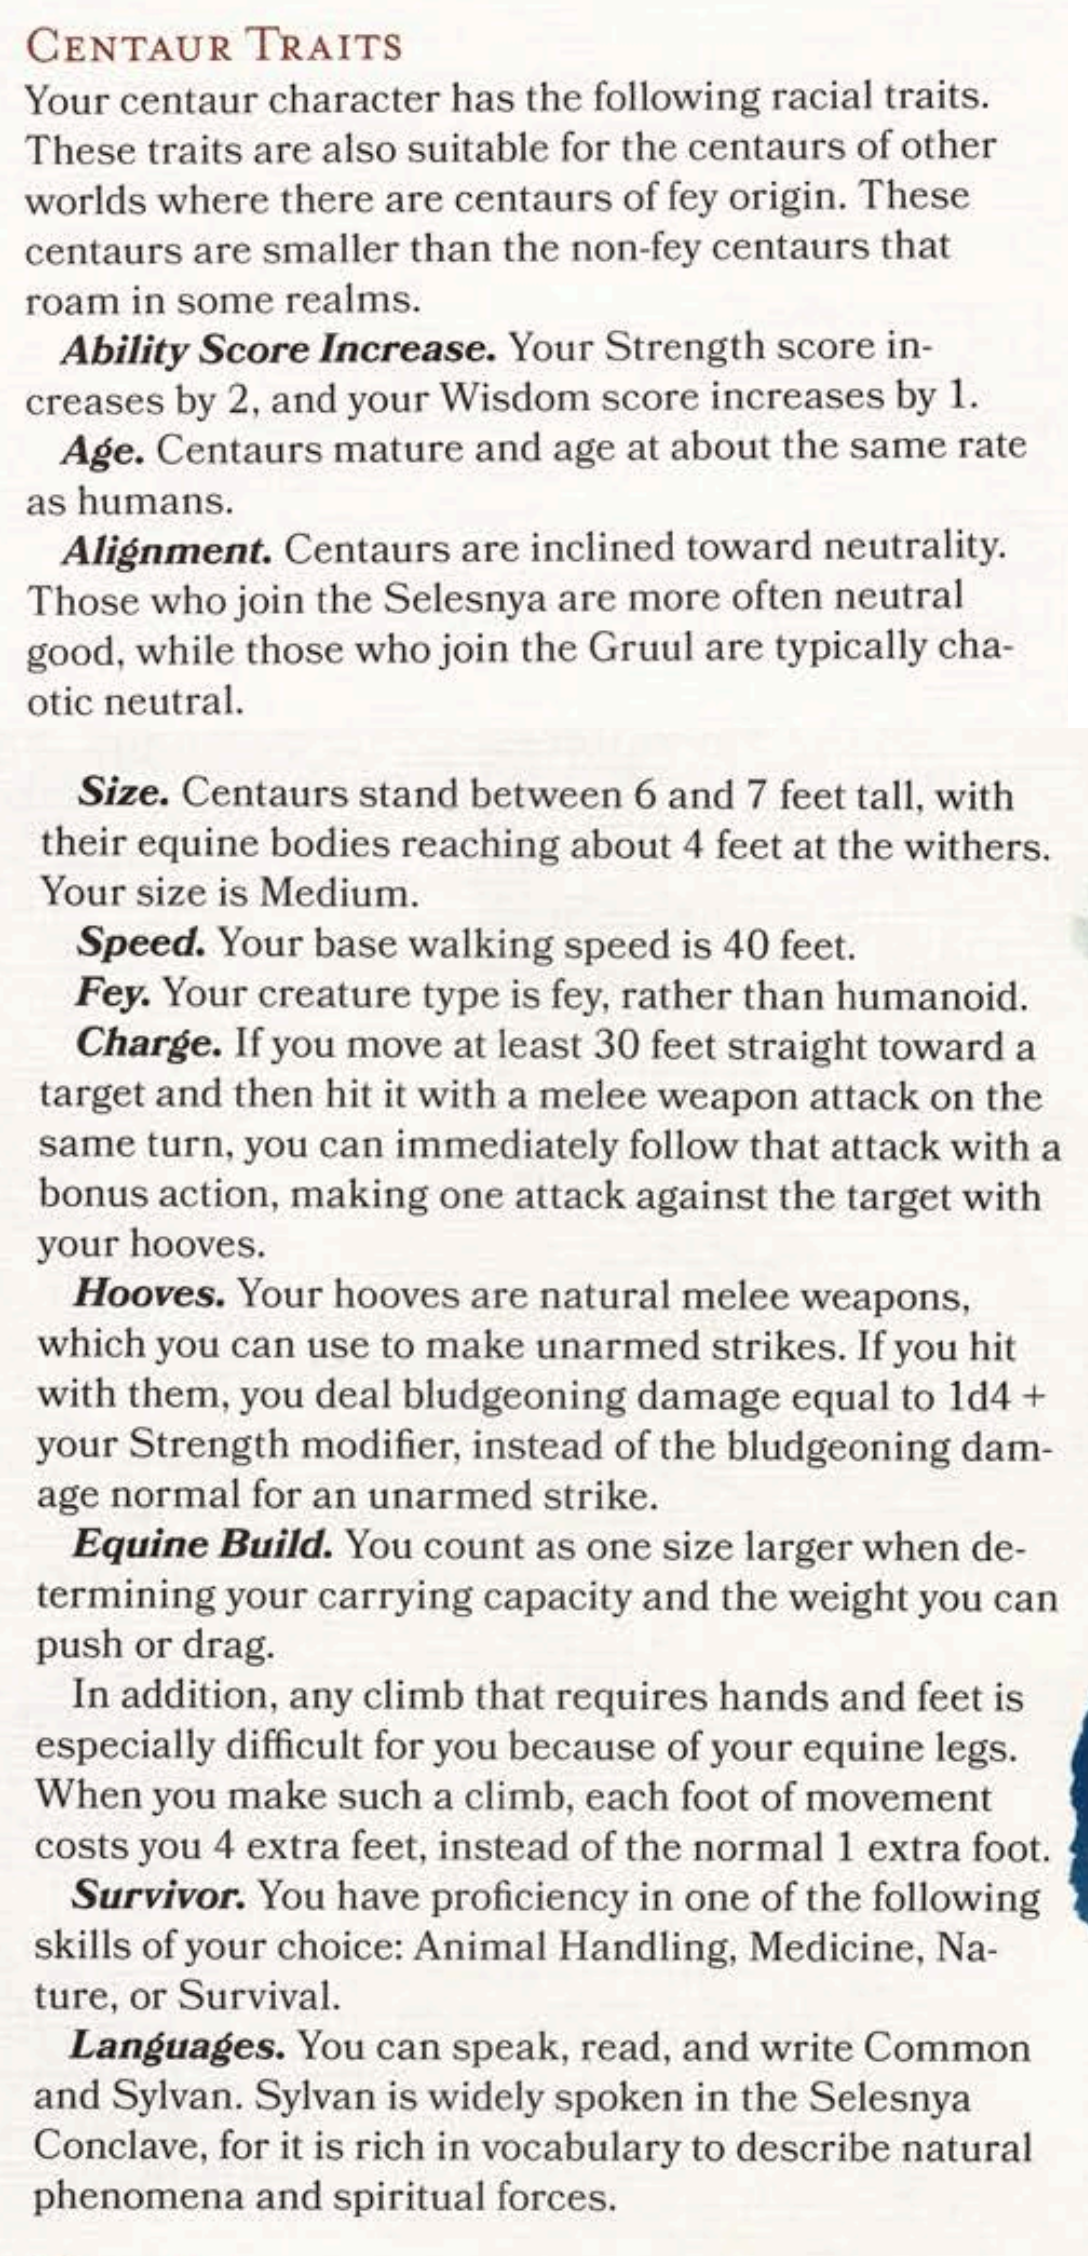 CENTAUR TRAITS
Your centaur character has the following racial traits.
These traits are also suitable for the centaurs of other
worlds where there are centaurs of fey origin. These
centaurs are smaller than the non-fey centaurs that
roam in some realms.
Ability Score Increase. Your Strength score in-
creases by 2, and your Wisdom score increases by 1.
Age. Centaurs mature and age at about the same rate
as humans.
Alignment. Centaurs are inclined toward neutrality.
Those who join the Selesnya are more often neutral
good, while those who join the Gruul are typically cha-
otic neutral.
Size. Centaurs stand between 6 and 7 feet tall, with
their equine bodies reaching about 4 feet at the withers.
Your size is Medium.
Speed. Your base walking speed is 40 feet.
Fey. Your creature type is fey, rather than humanoid.
Charge. If you move at least 30 feet straight toward a
target and then hit it with a melee weapon attack on the
same turn, you can immediately follow that attack with a
bonus action, making one attack against the target with
your hooves.
Hooves. Your hooves are natural melee weapons,
which you can use to make unarmed strikes. If you hit
with them, you deal bludgeoning damage equal to 1d4 +
your Strength modifier, instead of the bludgeoning dam-
age normal for an unarmed strike.
Equine Build. You count as one size larger when de-
termining your carrying capacity and the weight you can
push or drag.
In addition, any climb that requires hands and feet is
especially difficult for you because of your equine legs.
When you make such a climb, each foot of movement
costs you 4 extra feet, instead of the normal 1 extra foot.
Survivor. You have proficiency in one of the following
skills of your choice: Animal Handling, Medicine, Na-
ture, or Survival.
Languages. You can speak, read, and write Common
and Sylvan. Sylvan is widely spoken in the Selesnya
Conclave, for it is rich in vocabulary to describe natural
phenomena and spiritual forces.